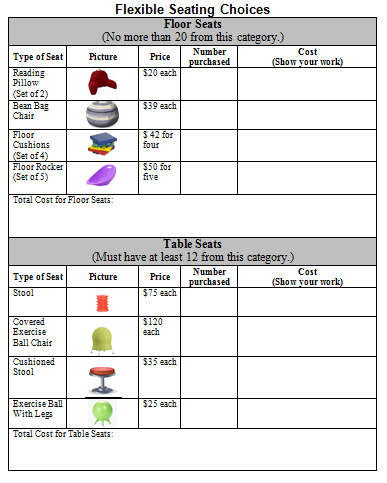 Flexible Seating Choices
Floor Seats
(No more than 20 from this category.)
Type of Seat Picture Price Number purchased Cost (Show your work)
Reading Pillow (Set of 2) $20 each
Bean Bag Chair $39 each
Floor Cushions (Set of 4) $ 42 for four
Floor Rocker (Set of 5) $50 for five
Total Cost for Floor Seats:
Table Seats
(Must have at least 12 from this category.)
Type of Seat Picture Price Number purchased Cost (Show your work)
Stool $75 each
Covered Exercise Ball Chair $120 each
Cushioned Stool $35 each
Exercise Ball With Legs $25 each
Total Cost for Table Seats: